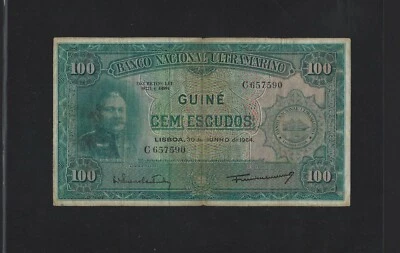 100 BANCO NACIONAL ULTRAMARINO 100
C 657590
GUINÉ
CEM ESCUDOS
LISBOA, 30 DE JUNHO de 1964.
C 657590
100 100